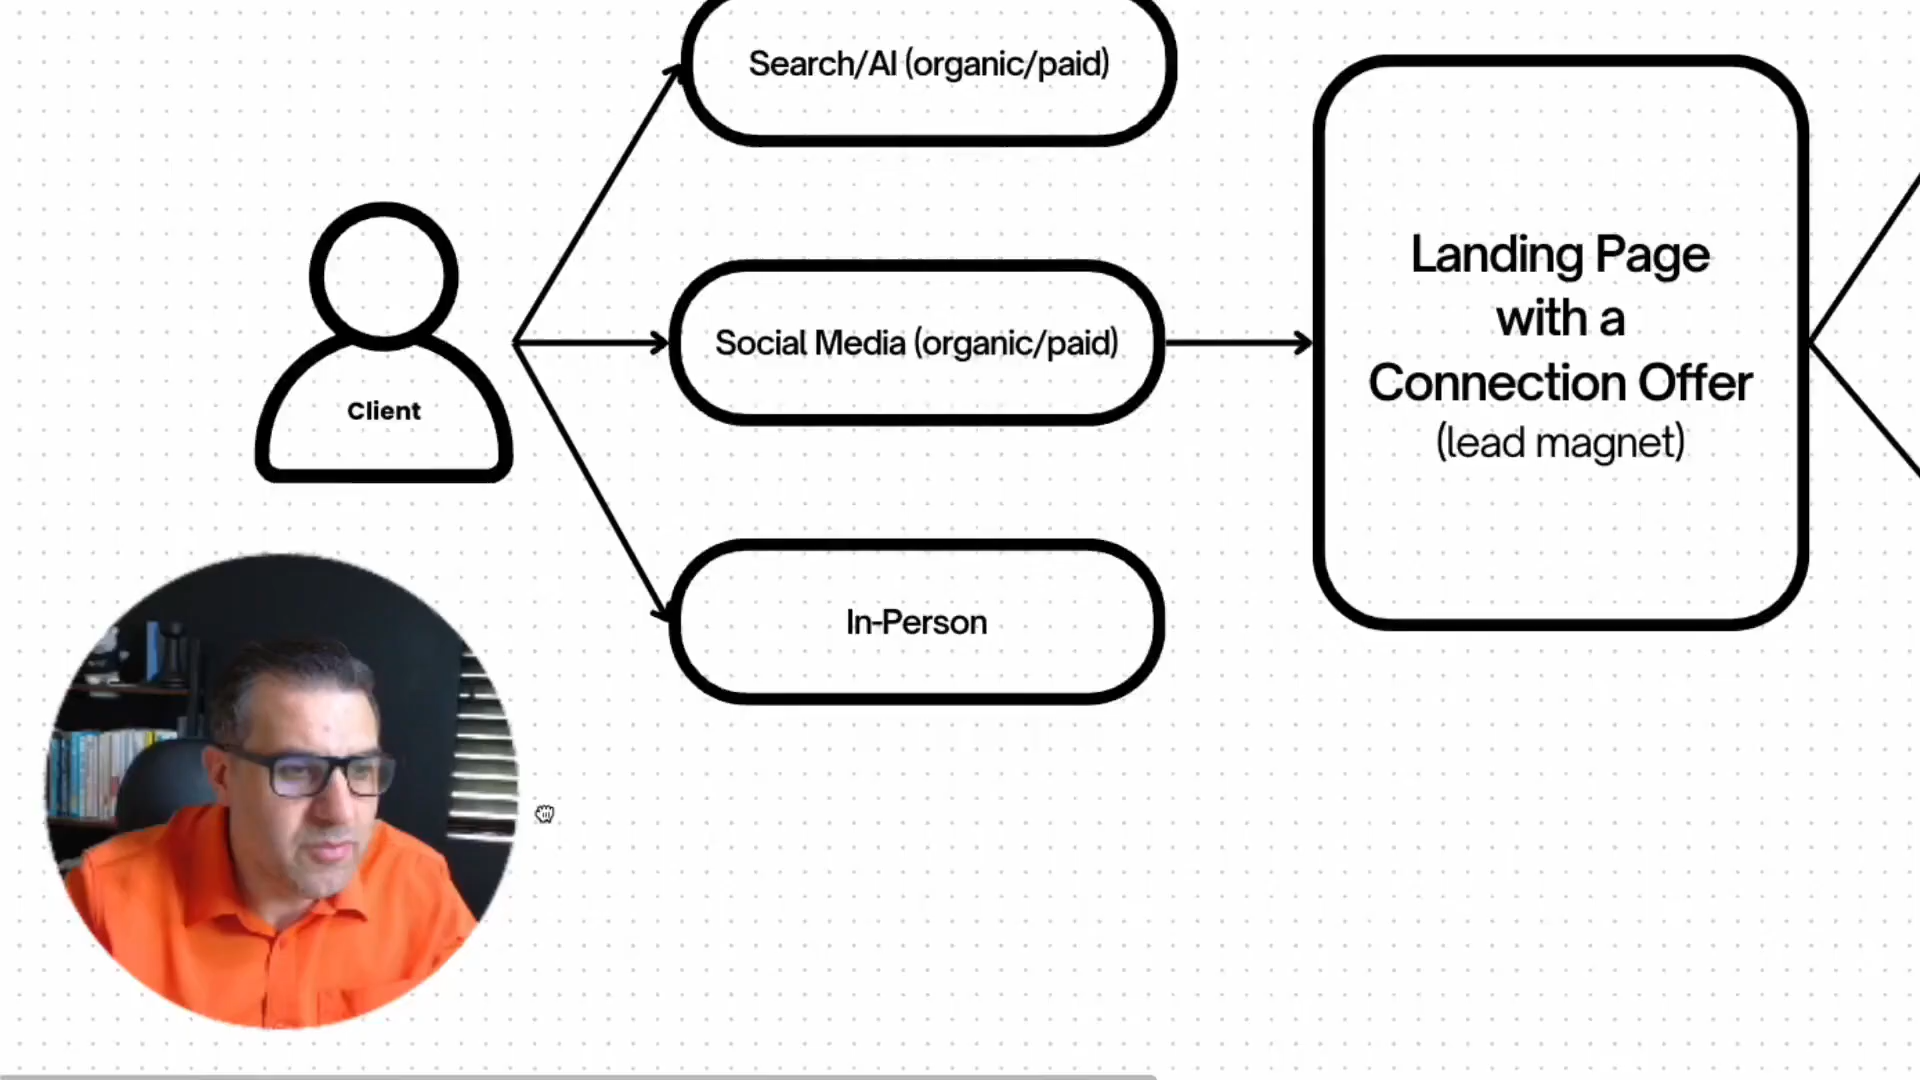 Search/AI (organic/paid)
Client
Social Media (organic/paid)
In-Person
Landing Page
with a
Connection Offer
(lead magnet)